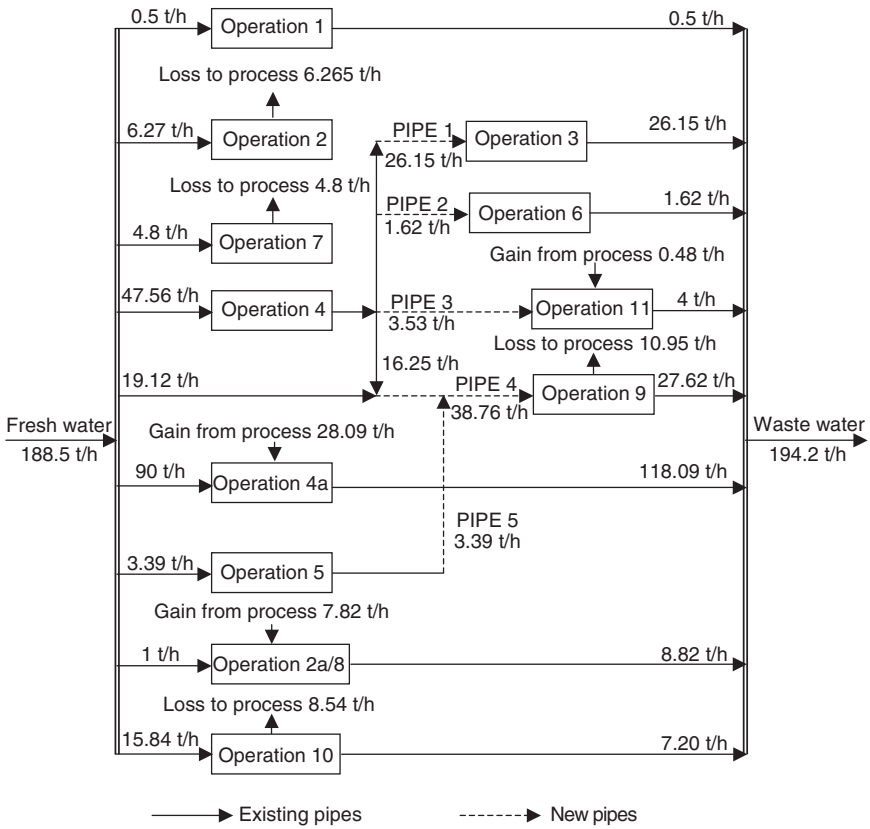 0.5 t/h
Operation 1
0.5 t/h
Loss to process 6.265 t/h
6.27 t/h
Operation 2
PIPE 1
26.15 t/h
Operation 3
26.15 t/h
Loss to process 4.8 t/h
4.8 t/h
Operation 7
PIPE 2
1.62 t/h
Operation 6
1.62 t/h
Gain from process 0.48 t/h
47.56 t/h
Operation 4
PIPE 3
3.53 t/h
Operation 11
4 t/h
Loss to process 10.95 t/h
19.12 t/h
16.25 t/h
PIPE 4
38.76 t/h
Operation 9
27.62 t/h
Fresh water
188.5 t/h
Waste water
194.2 t/h
Gain from process 28.09 t/h
90 t/h
Operation 4a
118.09 t/h
PIPE 5
3.39 t/h
3.39 t/h
Operation 5
Gain from process 7.82 t/h
1 t/h
Operation 2a/8
8.82 t/h
Loss to process 8.54 t/h
15.84 t/h
Operation 10
7.20 t/h
Existing pipes
New pipes